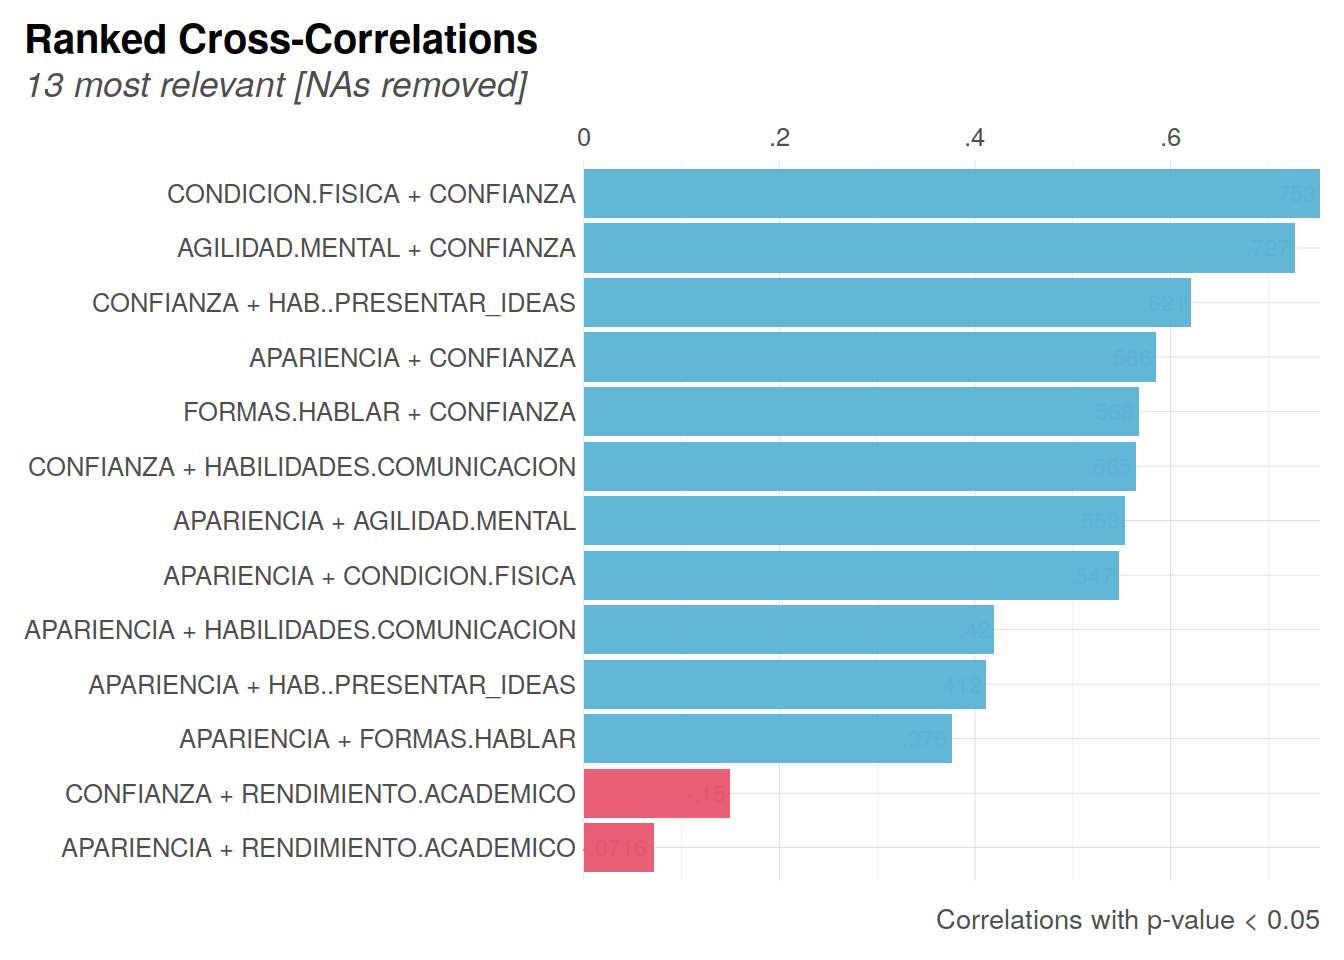 Ranked Cross-Correlations
13 most relevant [NAs removed]
0 .2 .4 .6
CONDICION.FISICA + CONFIANZA .753
AGILIDAD.MENTAL + CONFIANZA .727
CONFIANZA + HAB..PRESENTAR_IDEAS .621
APARIENCIA + CONFIANZA .586
FORMAS.HABLAR + CONFIANZA .568
CONFIANZA + HABILIDADES.COMUNICACION .565
APARIENCIA + AGILIDAD.MENTAL .553
APARIENCIA + CONDICION.FISICA .547
APARIENCIA + HABILIDADES.COMUNICACION .42
APARIENCIA + HAB..PRESENTAR_IDEAS .412
APARIENCIA + FORMAS.HABLAR .376
CONFIANZA + RENDIMIENTO.ACADEMICO -.15
APARIENCIA + RENDIMIENTO.ACADEMICO -.0716
Correlations with p-value < 0.05